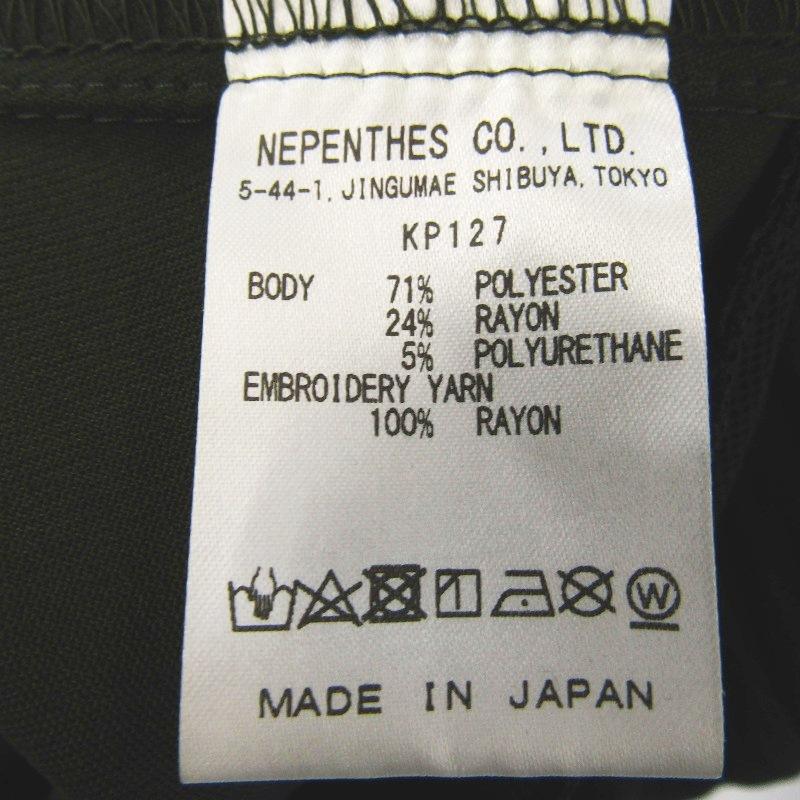 NEPENTHES CO., LTD.
5-44-1, JINGUMAE SHIBUYA, TOKYO
KP127
BODY 71% POLYESTER
24% RAYON
5% POLYURETHANE
EMBROIDERY YARN
100% RAYON
W
MADE IN JAPAN